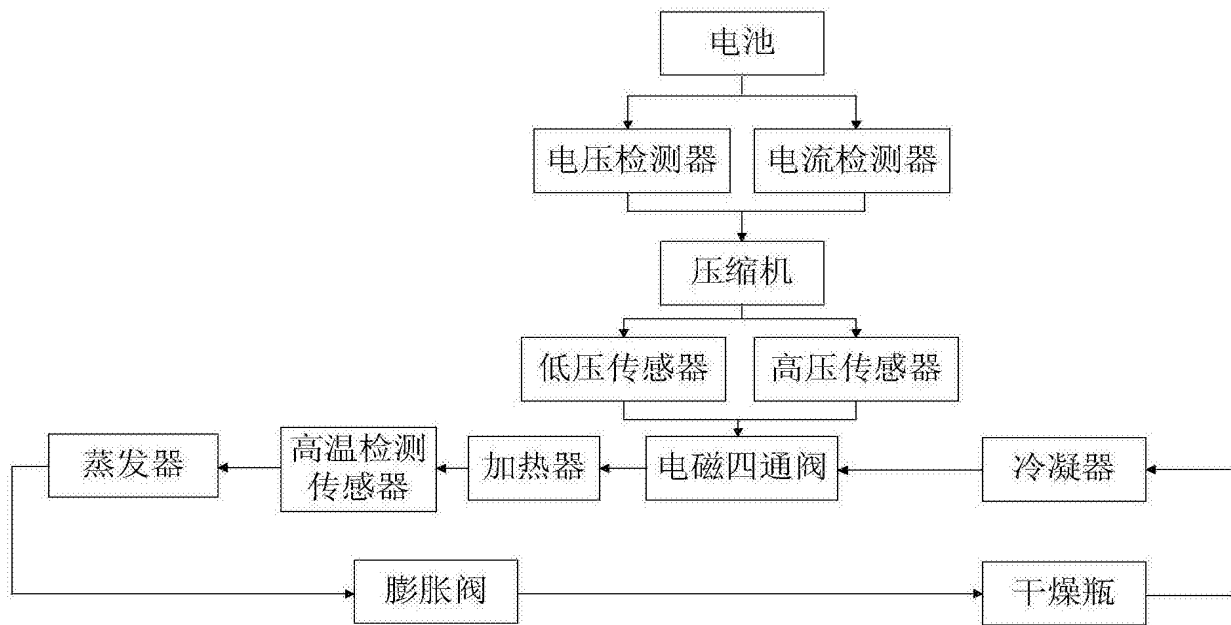 电池
电压检测器
电流检测器
压缩机
低压传感器
高压传感器
蒸发器
高温检测
传感器
加热器
电磁四通阀
冷凝器
膨胀阀
干燥瓶